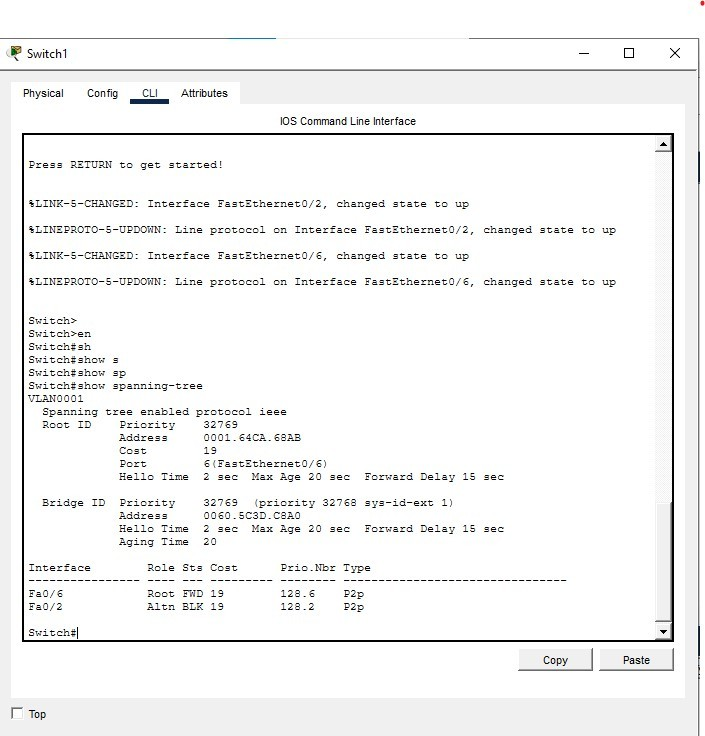 Switch1
Physical Config CLI Attributes
IOS Command Line Interface
Press RETURN to get started!
%LINK-5-CHANGED: Interface FastEthernet0/2, changed state to up
%LINEPROTO-5-UPDOWN: Line protocol on Interface FastEthernet0/2, changed state to up
%LINK-5-CHANGED: Interface FastEthernet0/6, changed state to up
%LINEPROTO-5-UPDOWN: Line protocol on Interface FastEthernet0/6, changed state to up
Switch>
Switch>en
Switch#sh
Switch#show s
Switch#show sp
Switch#show spanning-tree
VLAN0001
  Spanning tree enabled protocol ieee
  Root ID    Priority    32769
             Address     0001.64CA.68AB
             Cost        19
             Port        6(FastEthernet0/6)
             Hello Time  2 sec  Max Age 20 sec  Forward Delay 15 sec
  Bridge ID  Priority    32769  (priority 32768 sys-id-ext 1)
             Address     0060.5C3D.C8A0
             Hello Time  2 sec  Max Age 20 sec  Forward Delay 15 sec
             Aging Time  20
Interface        Role Sts Cost      Prio.Nbr Type
---------------- ---- --- --------- -------- --------------------------------
Fa0/6            Root FWD 19        128.6    P2p
Fa0/2            Altn BLK 19        128.2    P2p
Switch#
Copy Paste
Top